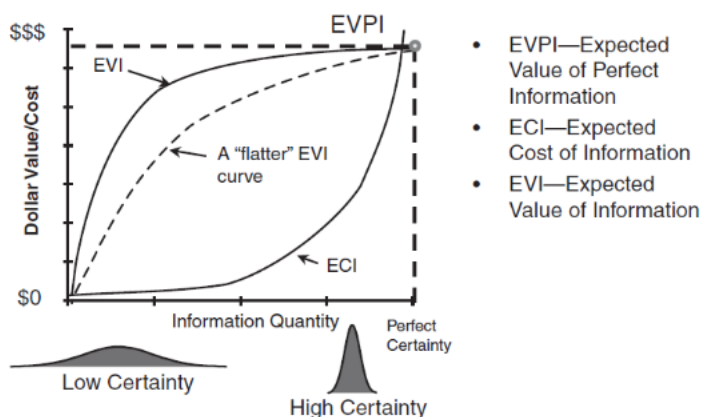 $$$
EVPI
EVI
A “flatter” EVI
curve
ECI
Dollar Value/Cost
$0
Information Quantity
Perfect
Certainty
Low Certainty
High Certainty
• EVPI—Expected
Value of Perfect
Information
• ECI—Expected
Cost of Information
• EVI—Expected
Value of Information